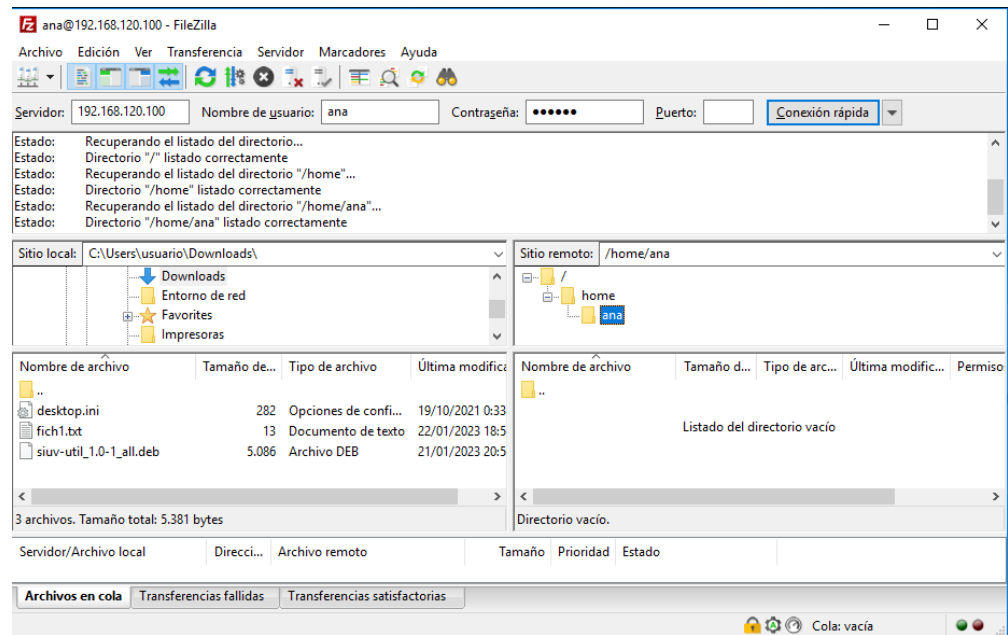 ana@192.168.120.100 - FileZilla
Archivo Edición Ver Transferencia Servidor Marcadores Ayuda
Servidor: 192.168.120.100 Nombre de usuario: ana Contraseña: ●●●●●● Puerto: Conexión rápida
Estado: Recuperando el listado del directorio...
Estado: Directorio "/" listado correctamente
Estado: Recuperando el listado del directorio "/home"...
Estado: Directorio "/home" listado correctamente
Estado: Recuperando el listado del directorio "/home/ana"...
Estado: Directorio "/home/ana" listado correctamente
Sitio local: C:\Users\usuario\Downloads\
Downloads
Entorno de red
Favorites
Impresoras
Sitio remoto: /home/ana
/
home
ana
Nombre de archivo Tamaño de... Tipo de archivo Última modifica
..
desktop.ini 282 Opciones de confi... 19/10/2021 0:33
fich1.txt 13 Documento de texto 22/01/2023 18:5
siuv-util_1.0-1_all.deb 5.086 Archivo DEB 21/01/2023 20:5
3 archivos. Tamaño total: 5.381 bytes
Nombre de archivo Tamaño d... Tipo de arc... Última modific... Permiso
..
Listado del directorio vacío
Directorio vacío.
Servidor/Archivo local Direcci... Archivo remoto Tamaño Prioridad Estado
Archivos en cola Transferencias fallidas Transferencias satisfactorias
Cola: vacía